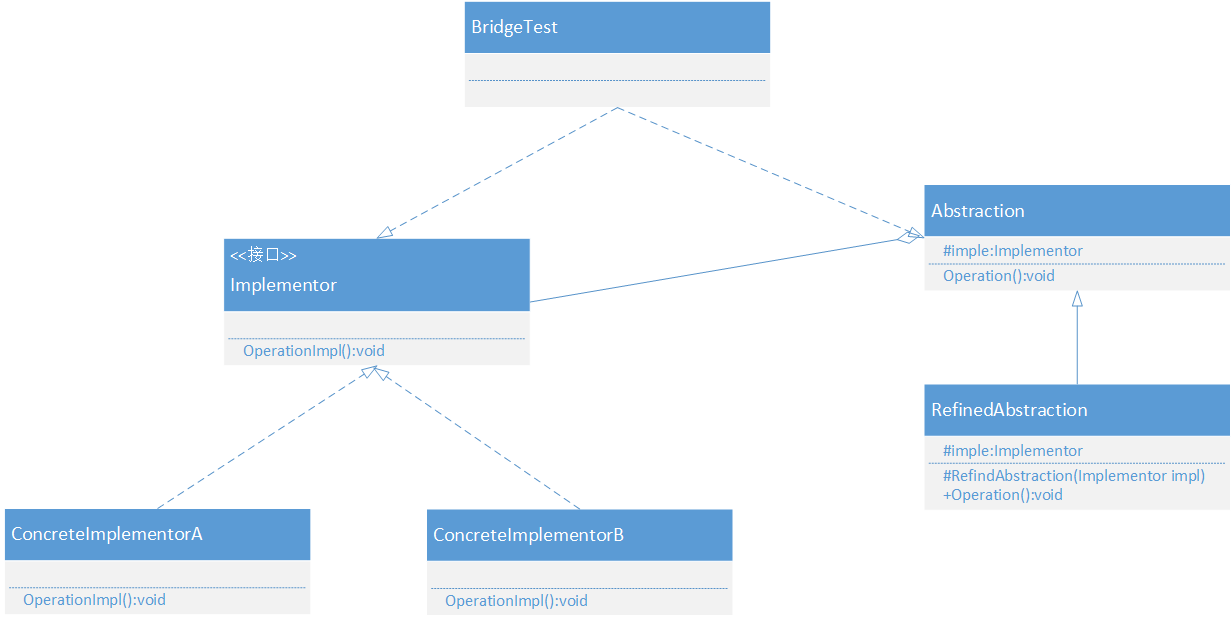 BridgeTest
Abstraction
#imple:Implementor
Operation():void
<<接口>>
Implementor
OperationImpl():void
RefinedAbstraction
#imple:Implementor
#RefindAbstraction(Implementor impl)
+Operation():void
ConcreteImplementorA
OperationImpl():void
ConcreteImplementorB
OperationImpl():void